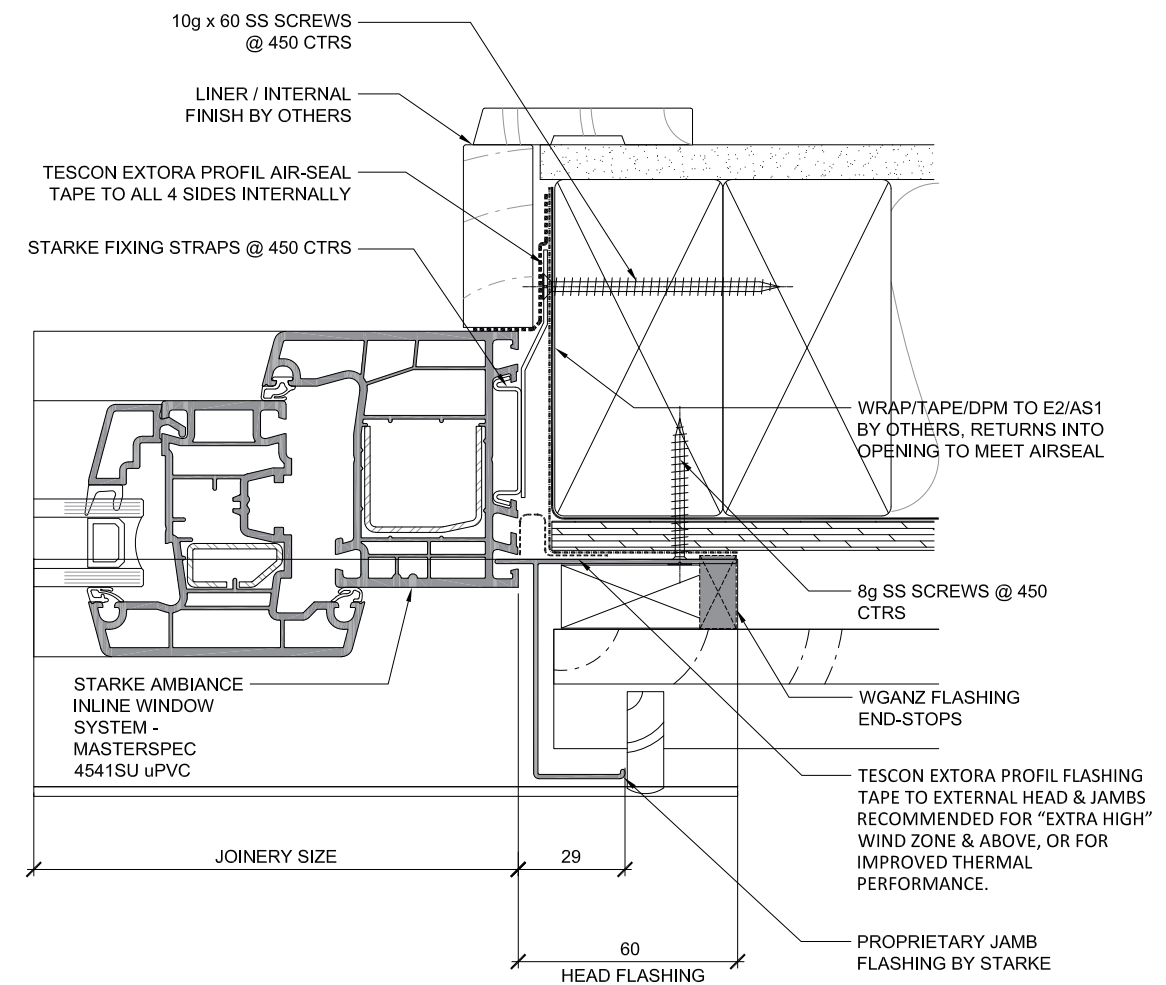 10g x 60 SS SCREWS
@ 450 CTRS
LINER / INTERNAL
FINISH BY OTHERS
TESCON EXTORA PROFIL AIR-SEAL
TAPE TO ALL 4 SIDES INTERNALLY
STARKE FIXING STRAPS @ 450 CTRS
WRAP/TAPE/DPM TO E2/AS1
BY OTHERS, RETURNS INTO
OPENING TO MEET AIRSEAL
8g SS SCREWS @ 450
CTRS
STARKE AMBIANCE
INLINE WINDOW
SYSTEM -
MASTERSPEC
4541SU uPVC
WGANZ FLASHING
END-STOPS
TESCON EXTORA PROFIL FLASHING
TAPE TO EXTERNAL HEAD & JAMBS
RECOMMENDED FOR “EXTRA HIGH”
WIND ZONE & ABOVE, OR FOR
IMPROVED THERMAL
PERFORMANCE.
JOINERY SIZE
29
PROPRIETARY JAMB
FLASHING BY STARKE
60
HEAD FLASHING